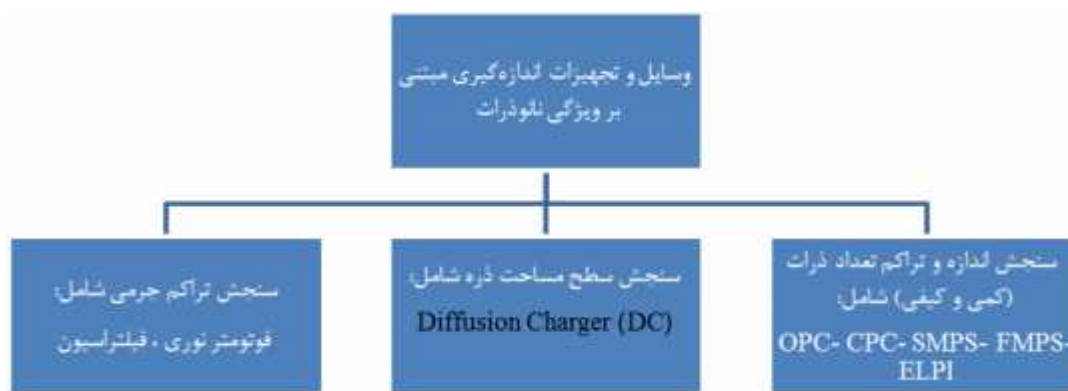 وسایل و تجهیزات اندازه‌گیری مبتنی
بر ویژگی نانوذرات
سنجش اندازه و تراکم تعداد ذرات
(کمی و کیفی) شامل:
OPC- CPC- SMPS- FMPS-
ELPI
سنجش سطح مساحت ذره شامل:
Diffusion Charger (DC)
سنجش تراکم جرمی شامل:
فوتومتر نوری ، فیلتراسیون